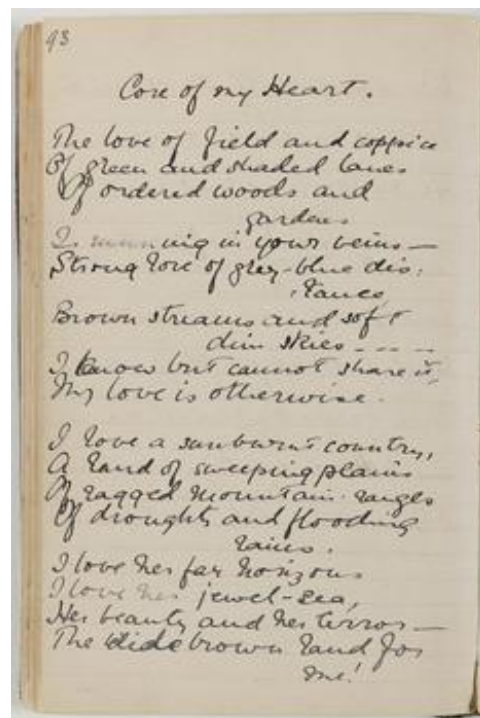 93
Core of my Heart.
The love of field and coppice
Of green and shaded lanes
Of ordered woods and
gardens
Is running in your veins —
Strong love of grey-blue dis:
:tance,
Brown streams and soft
dim skies - - - -
I know but cannot share it,
My love is otherwise.
I love a sunburnt country,
A land of sweeping plains
Of ragged mountain ranges
Of droughts and flooding
rains.
I love her far horizons
I love her jewel-sea,
Her beauty and her terror —
The wide brown land for
me!